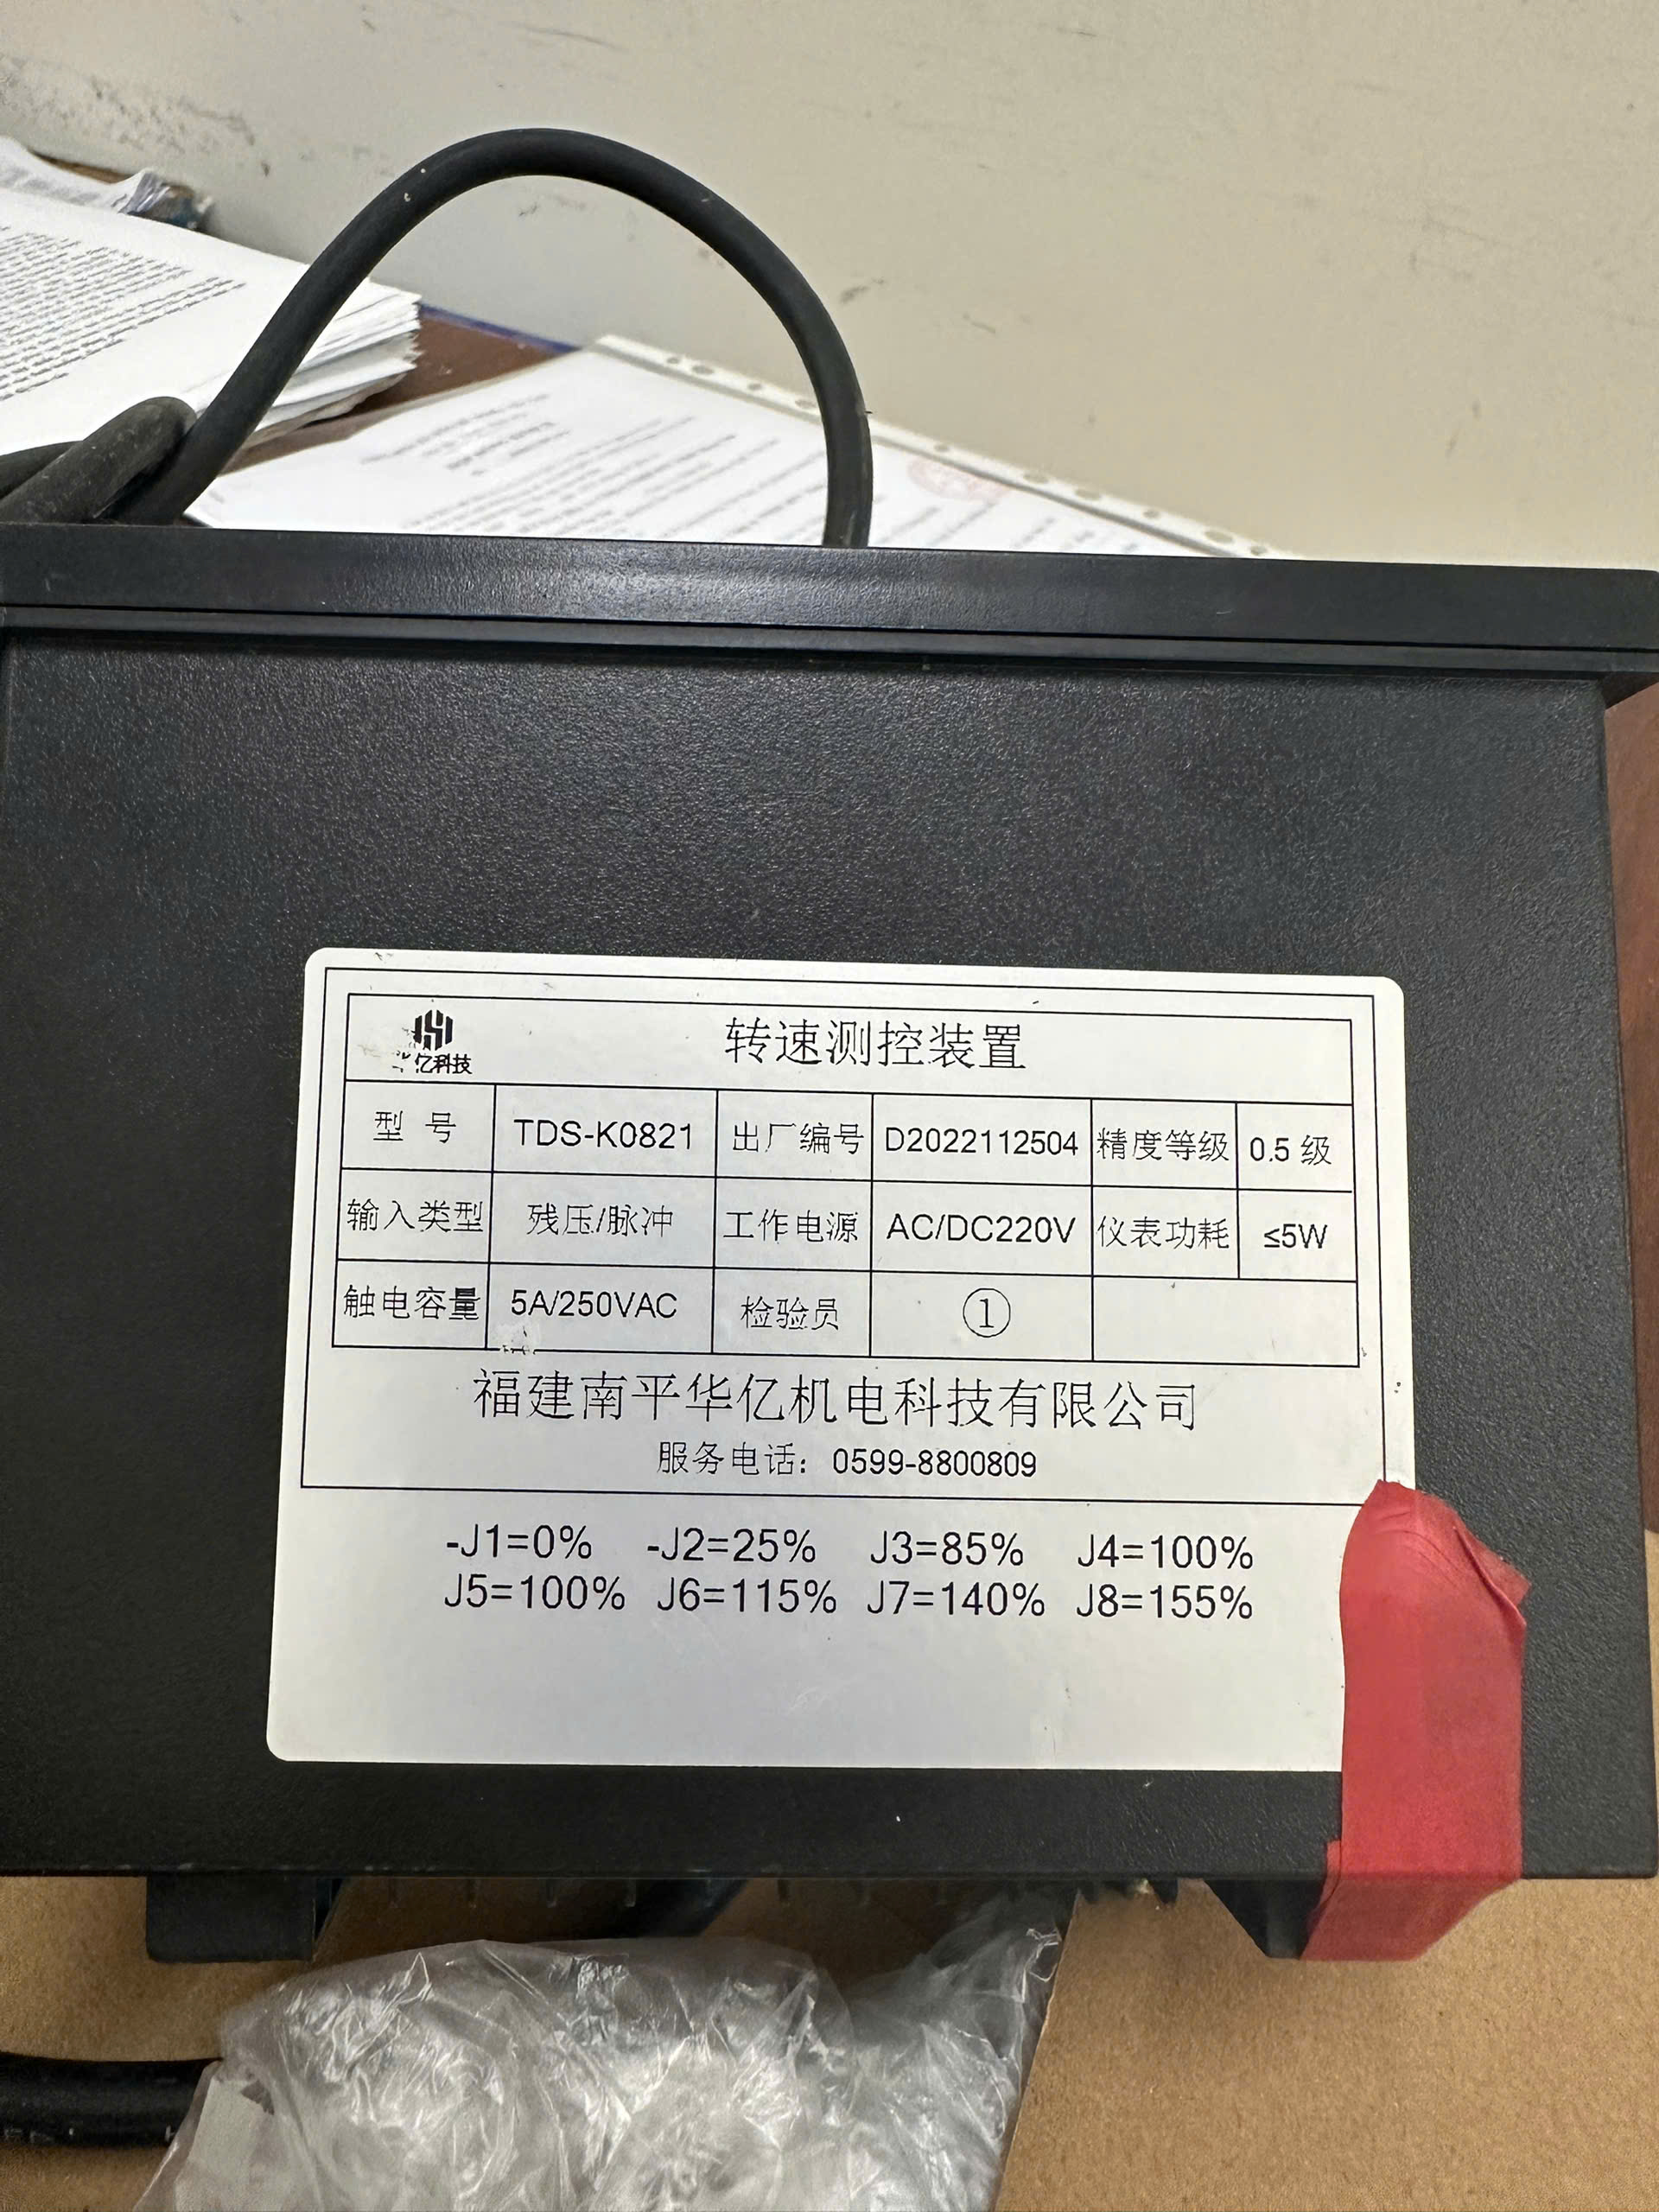 亿科技
转速测控装置
型号 TDS-K0821 出厂编号 D2022112504 精度等级 0.5级
输入类型 残压/脉冲 工作电源 AC/DC220V 仪表功耗 ≤5W
触电容量 5A/250VAC 检验员 ①
福建南平华亿机电科技有限公司
服务电话：0599-8800809
-J1=0% -J2=25% J3=85% J4=100%
J5=100% J6=115% J7=140% J8=155%